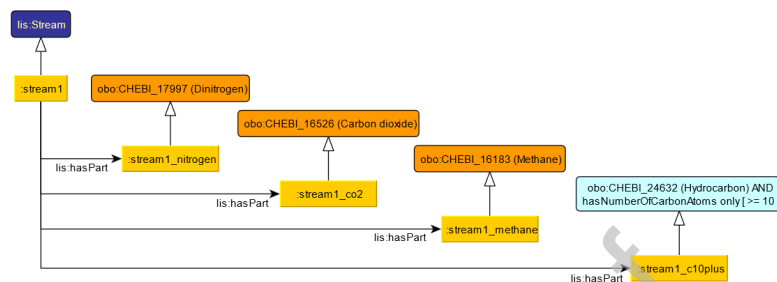 lis:Stream
:stream1
obo:CHEBI_17997 (Dinitrogen)
obo:CHEBI_16526 (Carbon dioxide)
:stream1_nitrogen
lis:hasPart
obo:CHEBI_16183 (Methane)
:stream1_co2
lis:hasPart
obo:CHEBI_24632 (Hydrocarbon) AND
hasNumberOfCarbonAtoms only [ >= 10
:stream1_methane
lis:hasPart
:stream1_c10plus
lis:hasPart